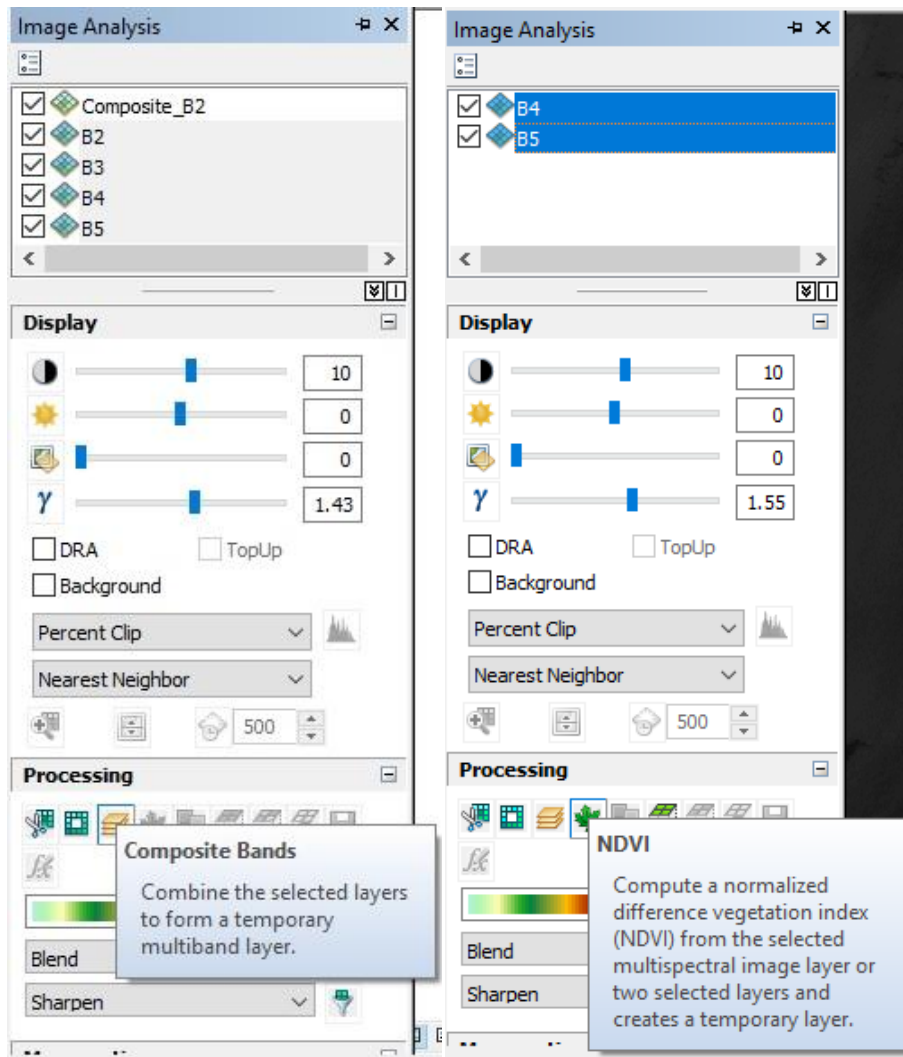 Image Analysis
Composite_B2
B2
B3
B4
B5
Display
10
0
0
γ
1.43
DRA
TopUp
Background
Percent Clip
Nearest Neighbor
500
Processing
Composite Bands
Combine the selected layers
to form a temporary
multiband layer.
Blend
Sharpen
Image Analysis
B4
B5
Display
10
0
0
γ
1.55
DRA
TopUp
Background
Percent Clip
Nearest Neighbor
500
Processing
NDVI
Compute a normalized
difference vegetation index
(NDVI) from the selected
multispectral image layer or
two selected layers and
creates a temporary layer.
Blend
Sharpen